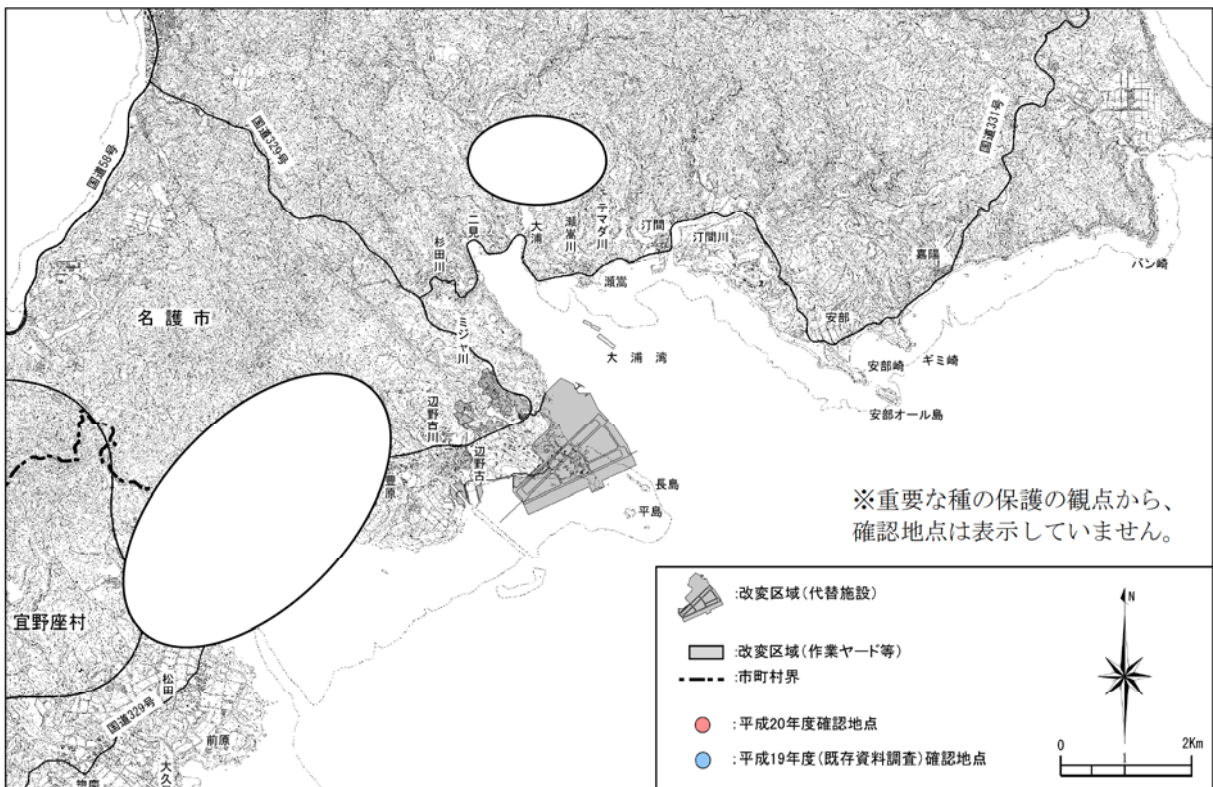 国道58号
国道329号
国道331号
二見
大浦
瀬嵩川
テマダ川
汀間
汀間川
杉田川
嘉陽
バン崎
瀬嵩
名護市
ミジャ川
大浦湾
安部
安部崎
ギミ崎
安部オール島
辺野古川
辺野古
豊原
長島
平島
※重要な種の保護の観点から、
確認地点は表示していません。
宜野座村
松田
国道329号
前原
大久
惣慶
:改変区域(代替施設)
:改変区域(作業ヤード等)
:市町村界
:平成20年度確認地点
:平成19年度(既存資料調査)確認地点
N
0
1
2Km